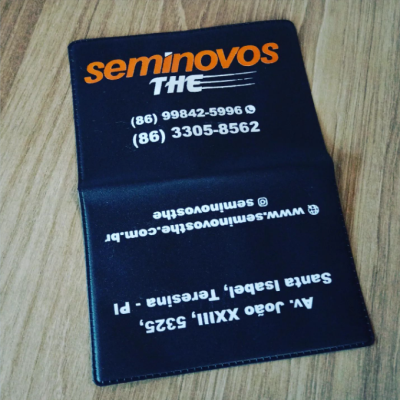 seminovos
THE
(86) 99842-5996
(86) 3305-8562
Av. João XXIII, 5325,
Santa Isabel, Teresina - PI
www.seminovosthe.com.br
seminovosthe